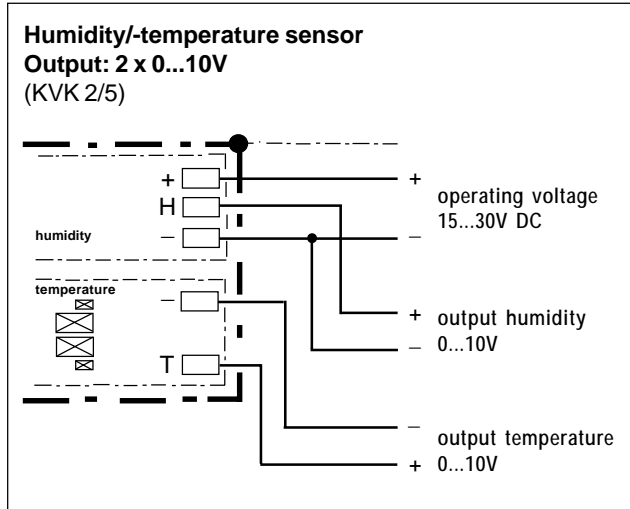 Humidity/-temperature sensor
Output: 2 x 0...10V
(KVK 2/5)
+ +
operating voltage
H
15...30V DC
humidity – –
temperature
–
+ output humidity
– 0...10V
T
– output temperature
+ 0...10V